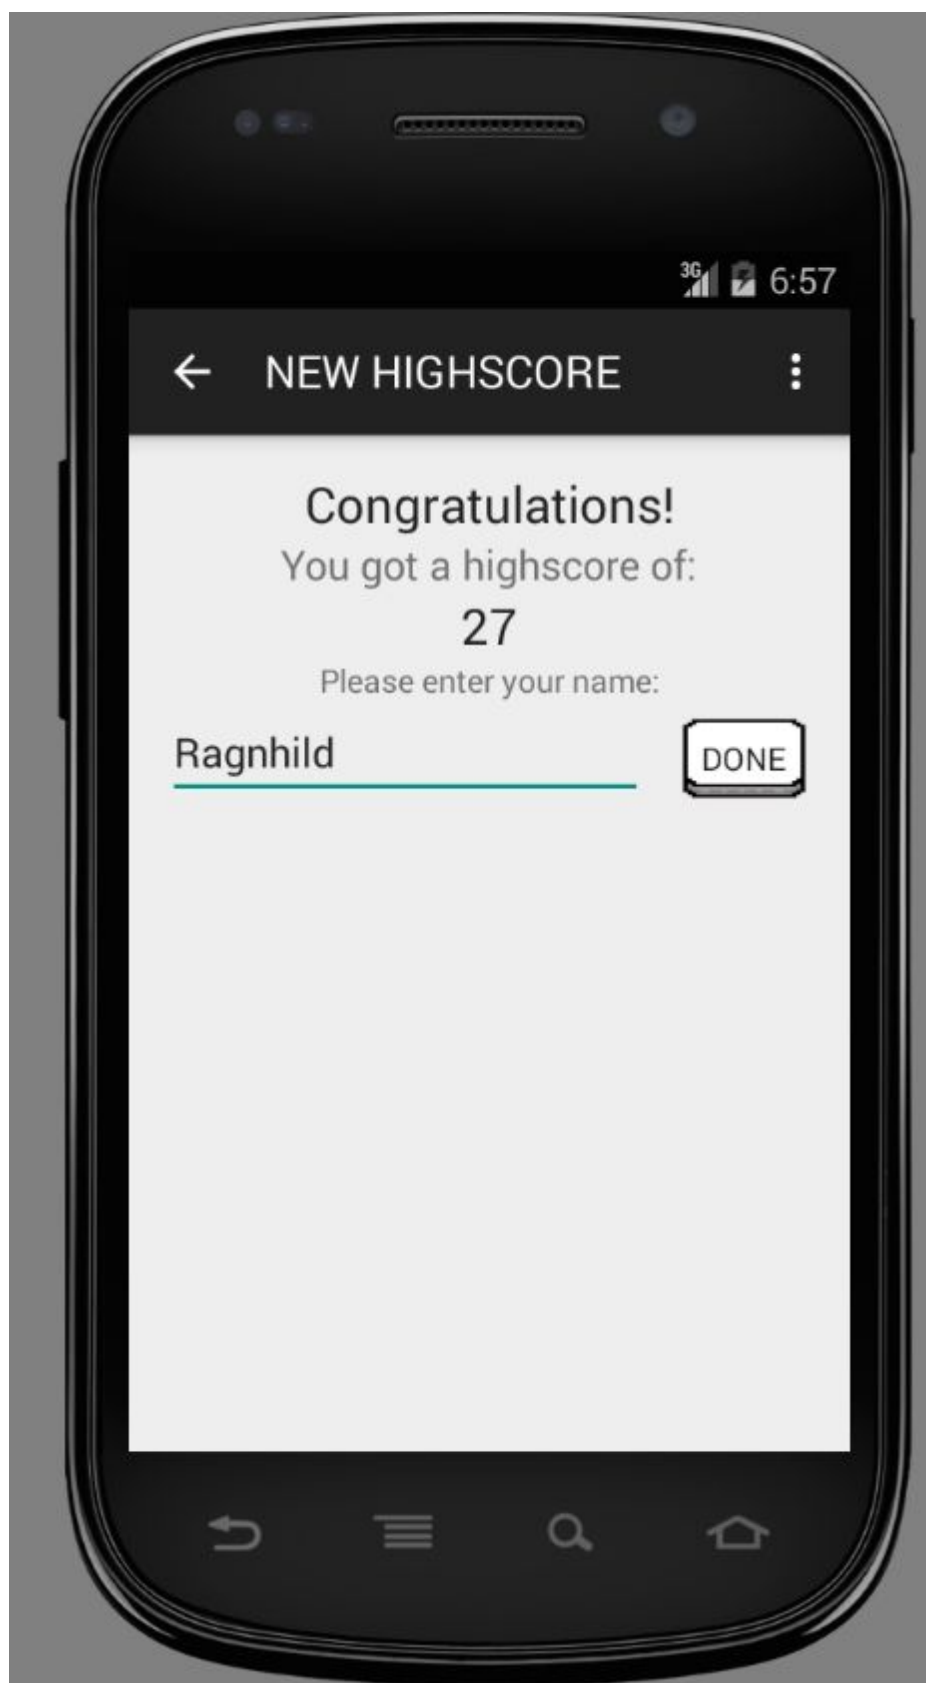 3G 6:57
NEW HIGHSCORE
Congratulations!
You got a highscore of:
27
Please enter your name:
Ragnhild DONE